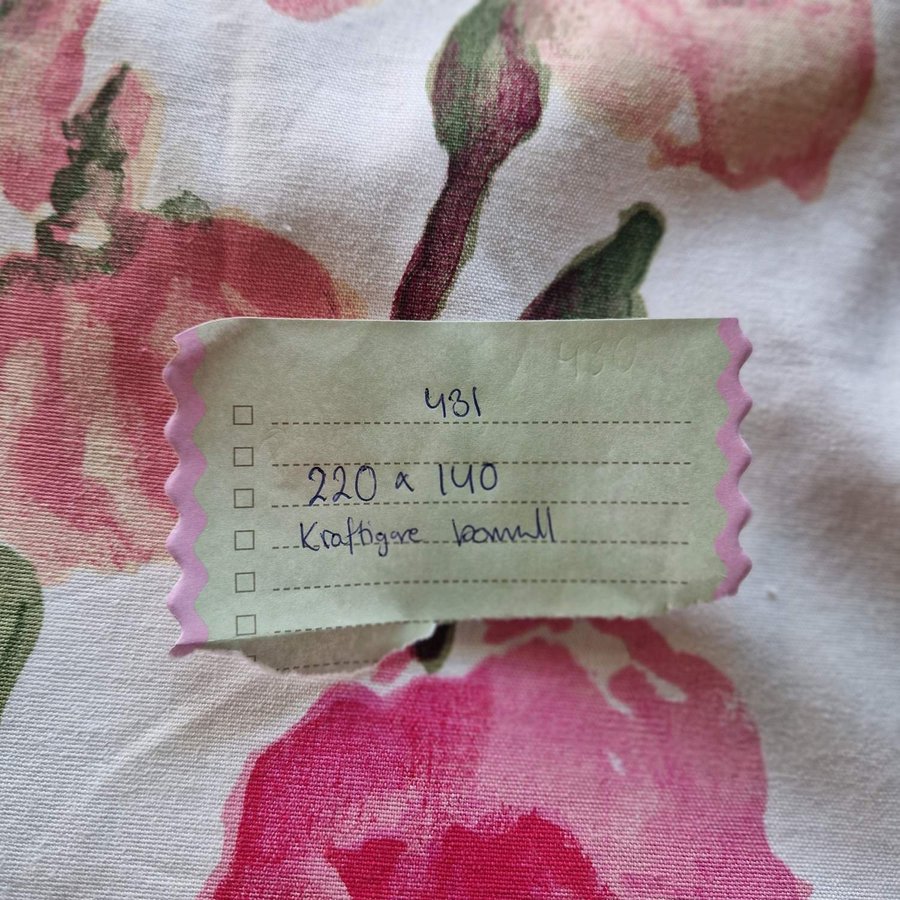 431
220 x 140
Kraftigare bomull